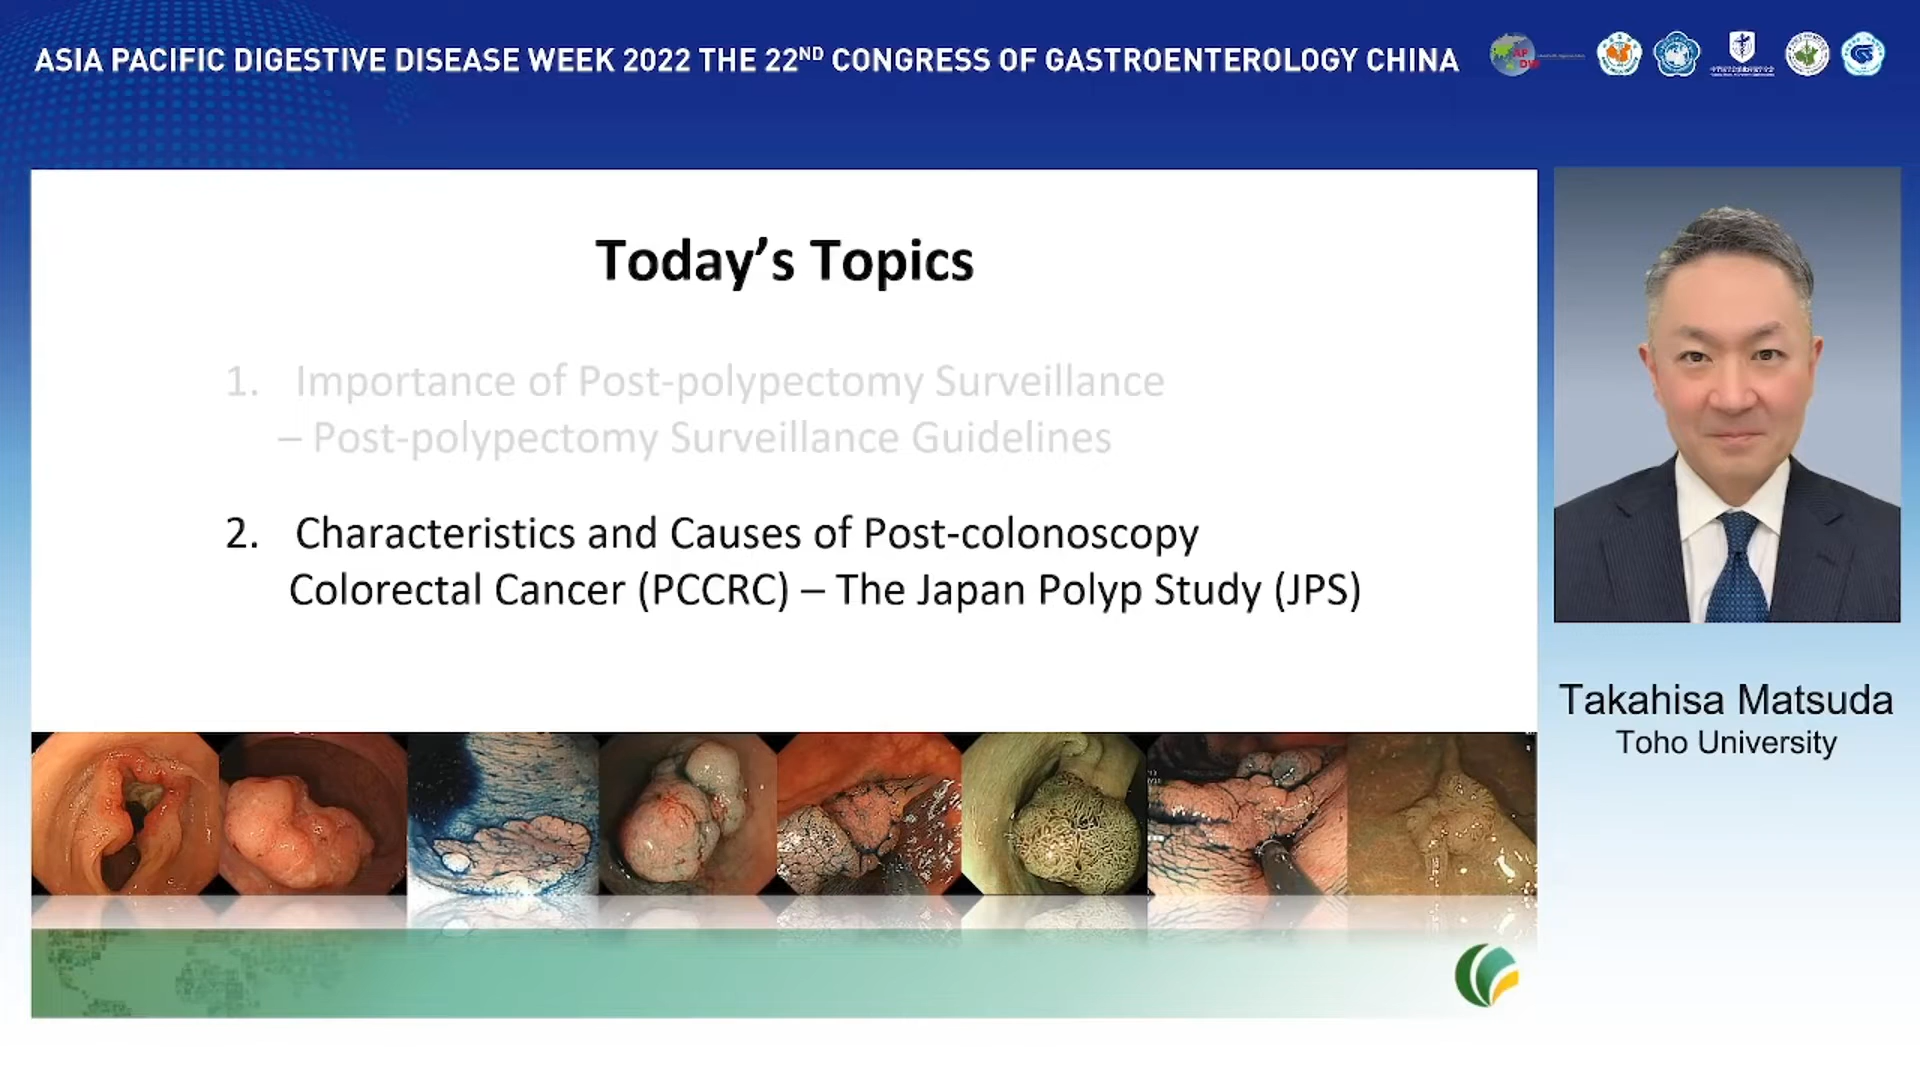 ASIA PACIFIC DIGESTIVE DISEASE WEEK 2022 THE 22ND CONGRESS OF GASTROENTEROLOGY CHINA
Today’s Topics
1. Importance of Post-polypectomy Surveillance
– Post-polypectomy Surveillance Guidelines
2. Characteristics and Causes of Post-colonoscopy
Colorectal Cancer (PCCRC) – The Japan Polyp Study (JPS)
Takahisa Matsuda
Toho University